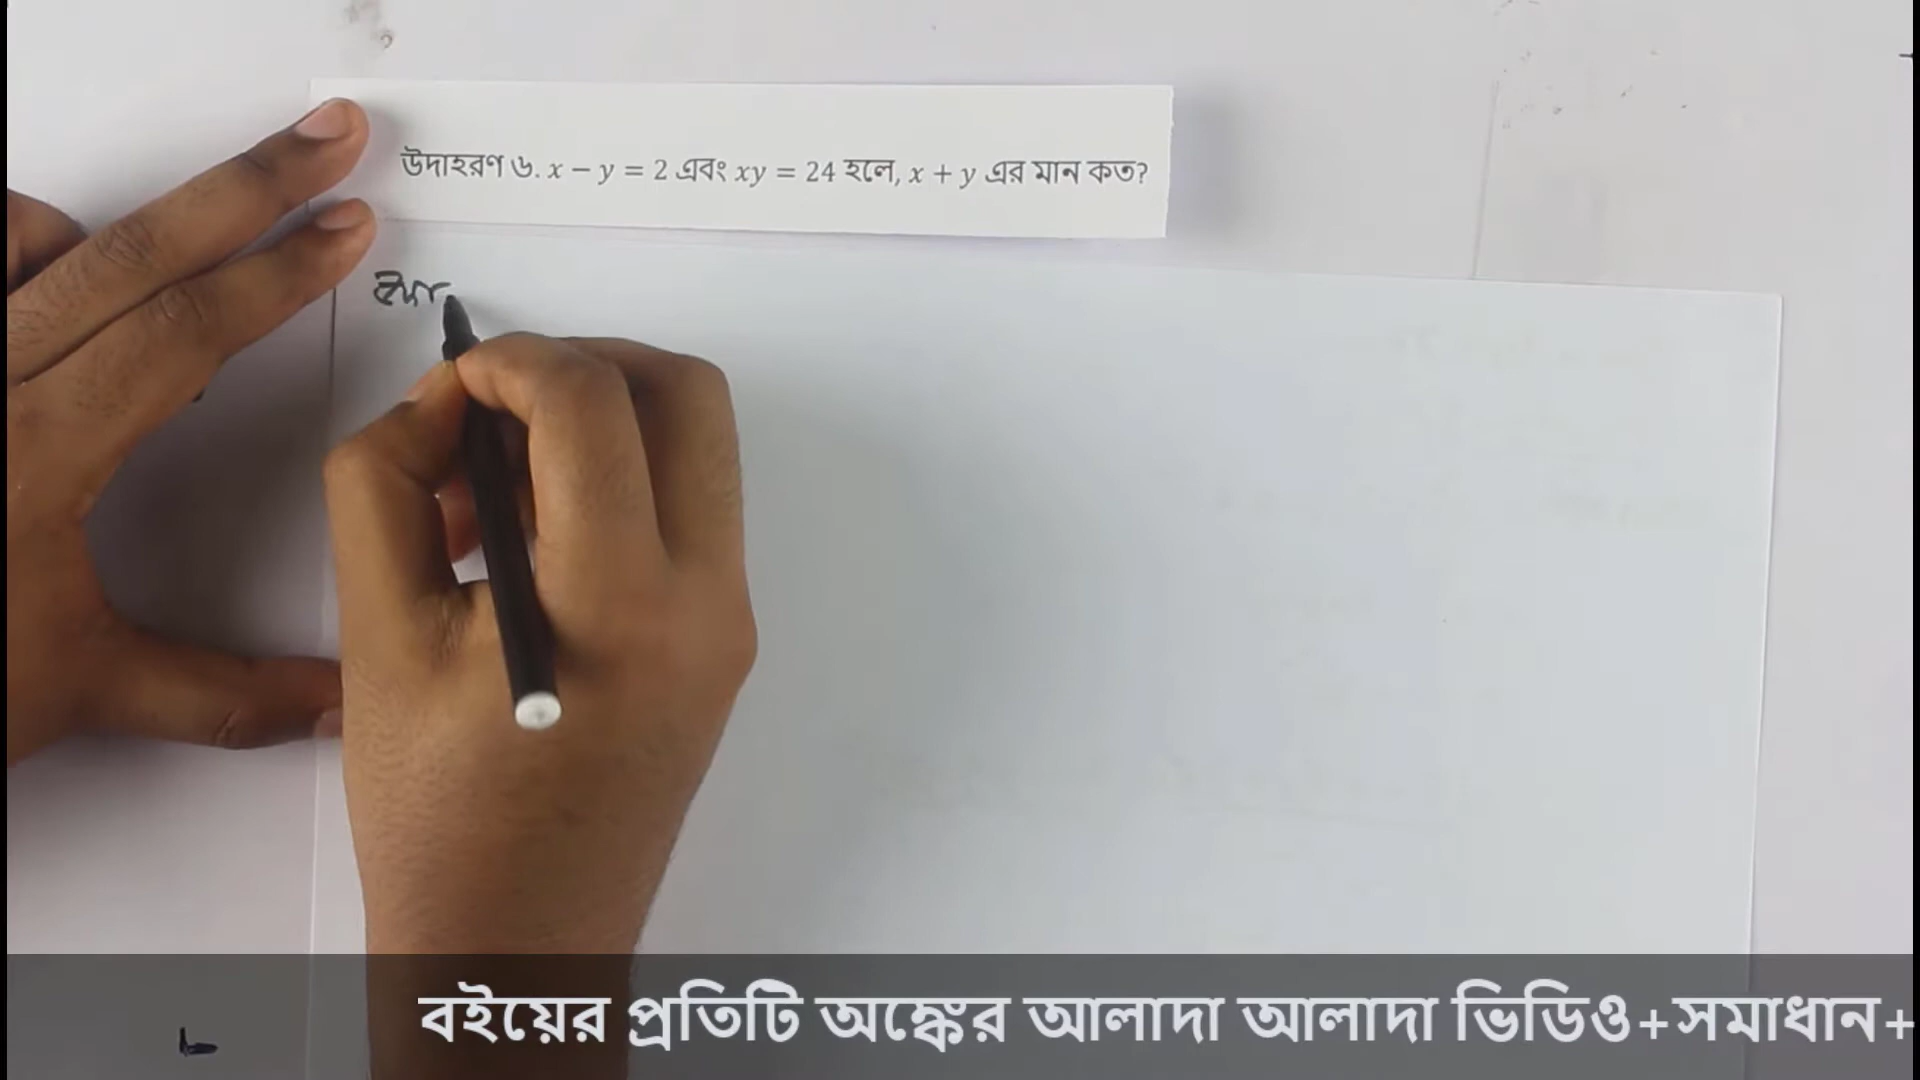 উদাহরণ ৬. x − y = 2 এবং xy = 24 হলে, x + y এর মান কত?
বইয়ের প্রতিটি অঙ্কের আলাদা আলাদা ভিডিও+সমাধান+